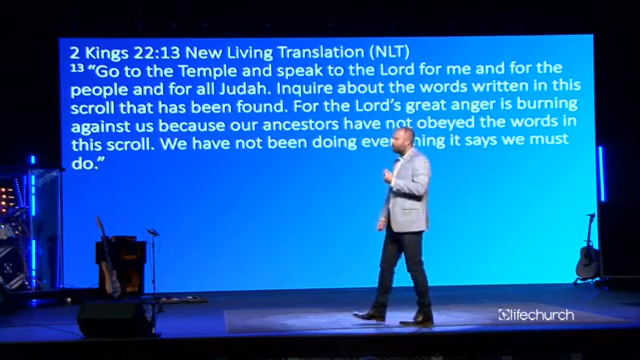 2 Kings 22:13 New Living Translation (NLT)
13 “Go to the Temple and speak to the Lord for me and for the
people and for all Judah. Inquire about the words written in this
scroll that has been found. For the Lord’s great anger is burning
against us because our ancestors have not obeyed the words in
this scroll. We have not been doing it says we must
do.”
lifechurch